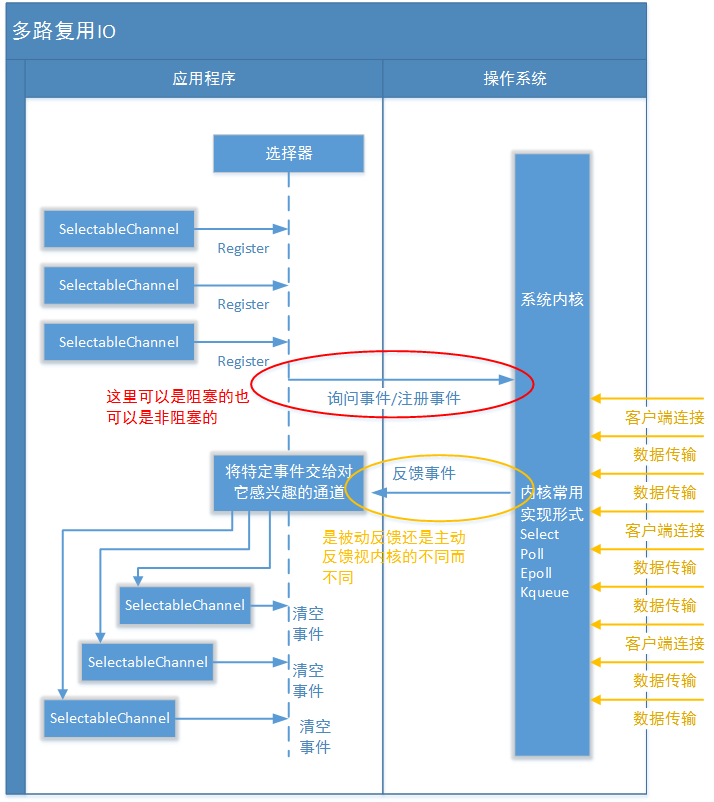 多路复用IO
应用程序
操作系统
选择器
SelectableChannel
Register
SelectableChannel
Register
SelectableChannel
Register
系统内核
这里可以是阻塞的也
可以是非阻塞的
询问事件/注册事件
将特定事件交给对
它感兴趣的通道
反馈事件
是被动反馈还是主动
反馈视内核的不同而
不同
内核常用
实现形式
Select
Poll
Epoll
Kqueue
客户端连接
数据传输
数据传输
客户端连接
数据传输
数据传输
客户端连接
数据传输
数据传输
SelectableChannel
清空
事件
SelectableChannel
清空
事件
SelectableChannel
清空
事件